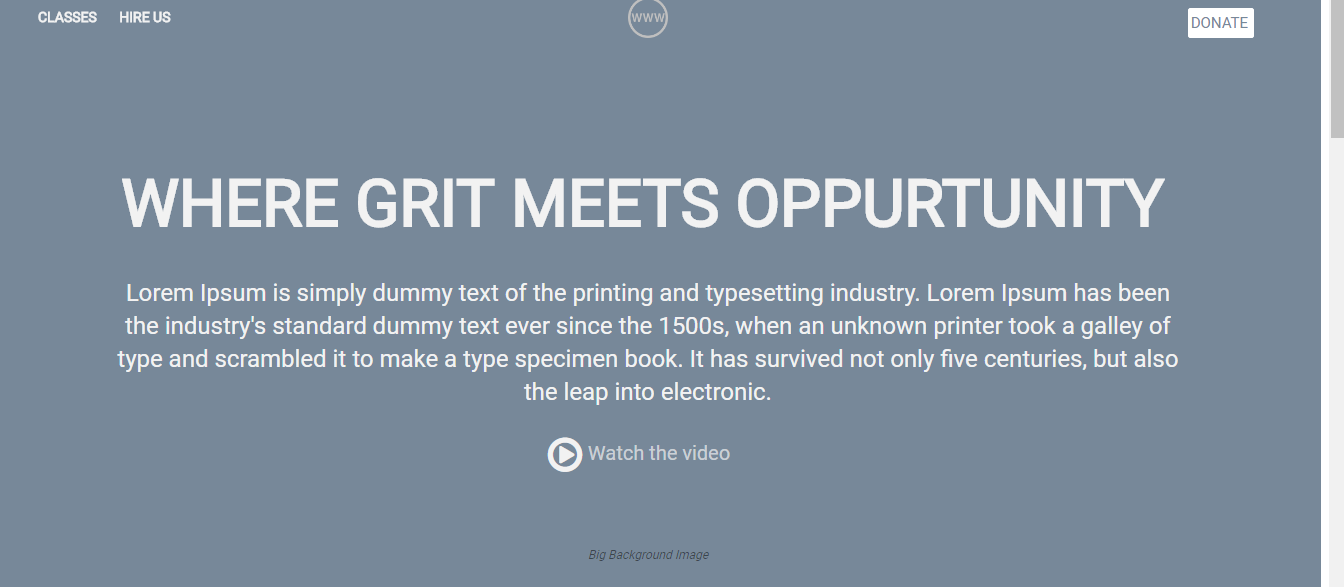 CLASSES HIRE US WWW DONATE
WHERE GRIT MEETS OPPURTUNITY
Lorem Ipsum is simply dummy text of the printing and typesetting industry. Lorem Ipsum has been
the industry's standard dummy text ever since the 1500s, when an unknown printer took a galley of
type and scrambled it to make a type specimen book. It has survived not only five centuries, but also
the leap into electronic.
Watch the video
Big Background Image